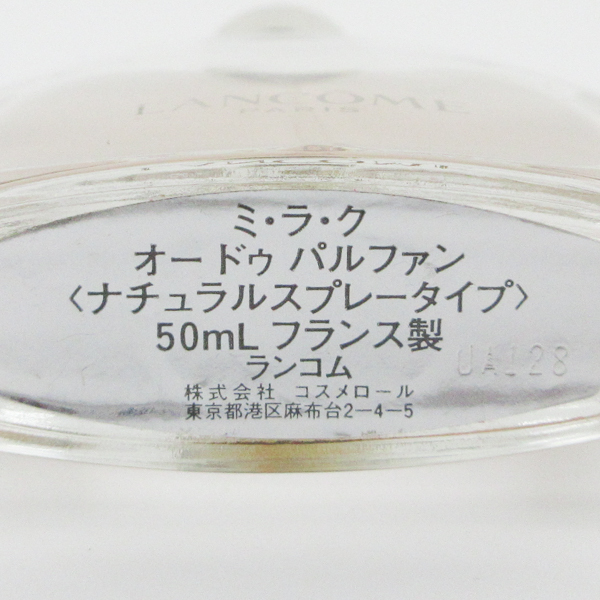 LANCOME
PARIS
ミ・ラ・ク
オー ドゥ パルファン
〈ナチュラルスプレータイプ〉
50mL フランス製
ランコム
株式会社 コスメロール
東京都港区麻布台2-4-5